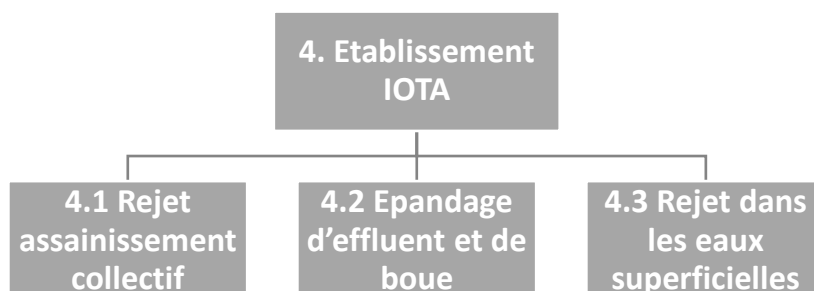 4. Etablissement
IOTA
4.1 Rejet
assainissement
collectif
4.2 Epandage
d’effluent et de
boue
4.3 Rejet dans
les eaux
superficielles